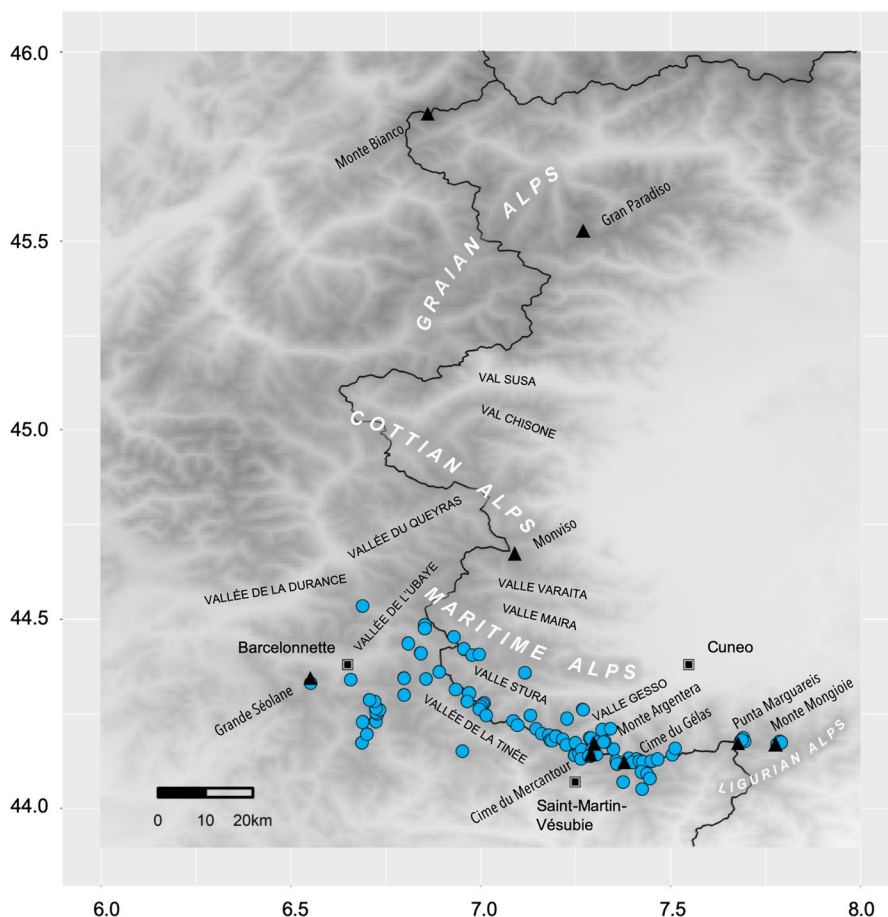 46.0
Monte Bianco
GRAIAN ALPS
Gran Paradiso
45.5
VAL SUSA
VAL CHISONE
45.0
COTTIAN ALPS
VALLÉE DU QUEYRAS
Monviso
VALLÉE DE LA DURANCE
VALLÉE DE L'UBAYE
VALLE VARAITA
VALLE MAIRA
44.5
MARITIME ALPS
Barcelonnette
Cuneo
VALLE STURA
Grande Séolane
VALLÉE DE LA TINÉE
VALLE GESSO
Monte Argentera
Cime du Gélas
Punta Marguareis
Monte Mongioie
Cime du Mercantour
LIGURIAN ALPS
44.0
Saint-Martin-
Vésubie
0 10 20km
6.0 6.5 7.0 7.5 8.0